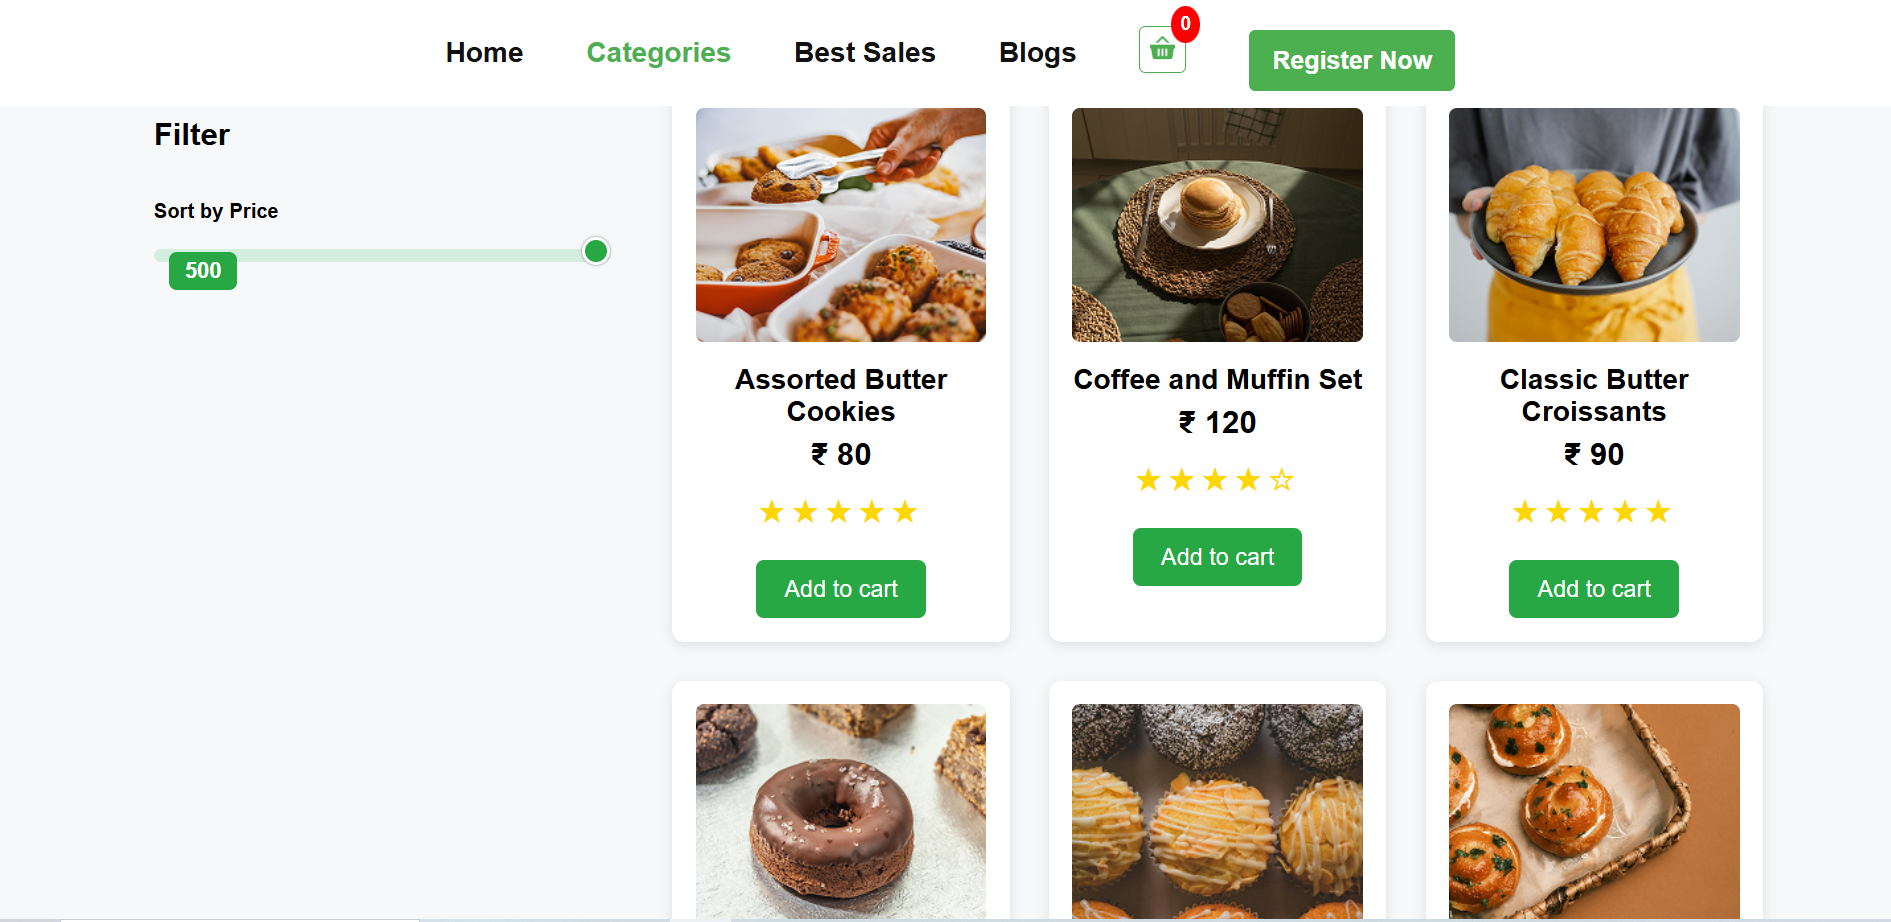 Home
Categories
Best Sales
Blogs
0
Register Now
Filter
Sort by Price
500
Assorted Butter
Cookies
₹ 80
Add to cart
Coffee and Muffin Set
₹ 120
Add to cart
Classic Butter
Croissants
₹ 90
Add to cart